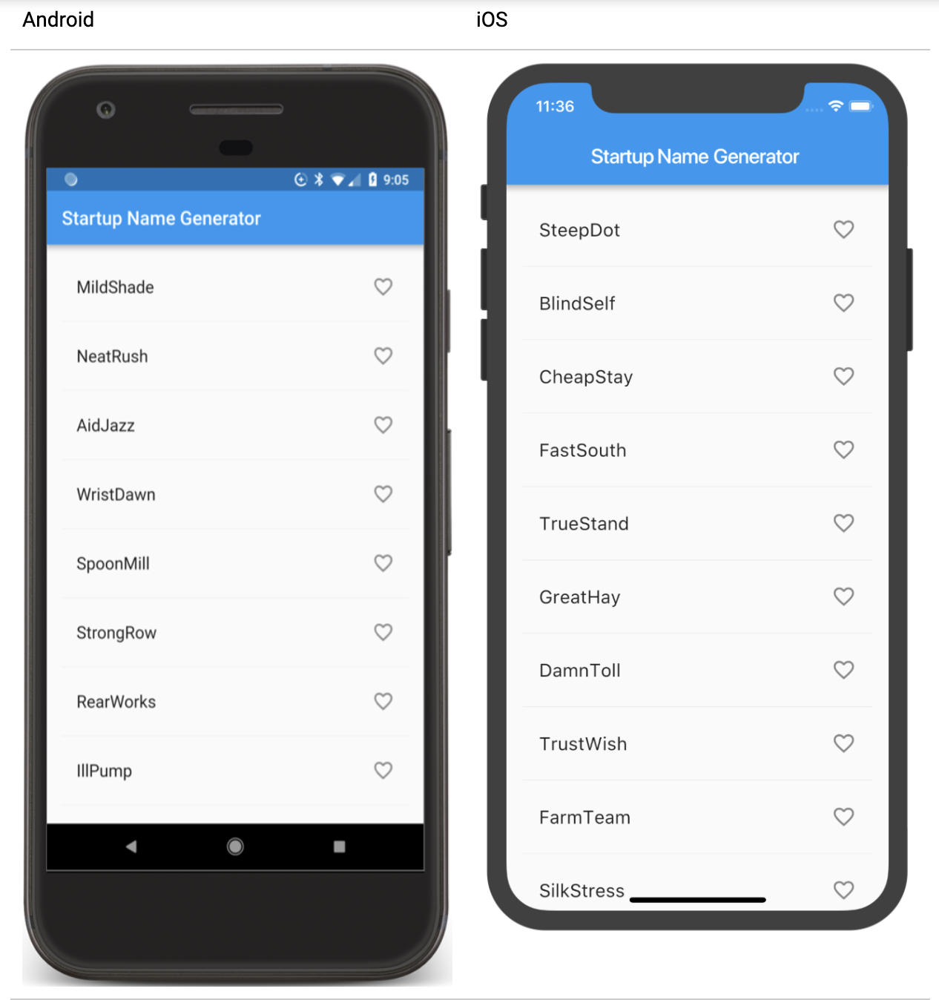 Android
iOS
9:05
Startup Name Generator
MildShade
NeatRush
AidJazz
WristDawn
SpoonMill
StrongRow
RearWorks
IllPump
11:36
Startup Name Generator
SteepDot
BlindSelf
CheapStay
FastSouth
TrueStand
GreatHay
DamnToll
TrustWish
FarmTeam
SilkStress